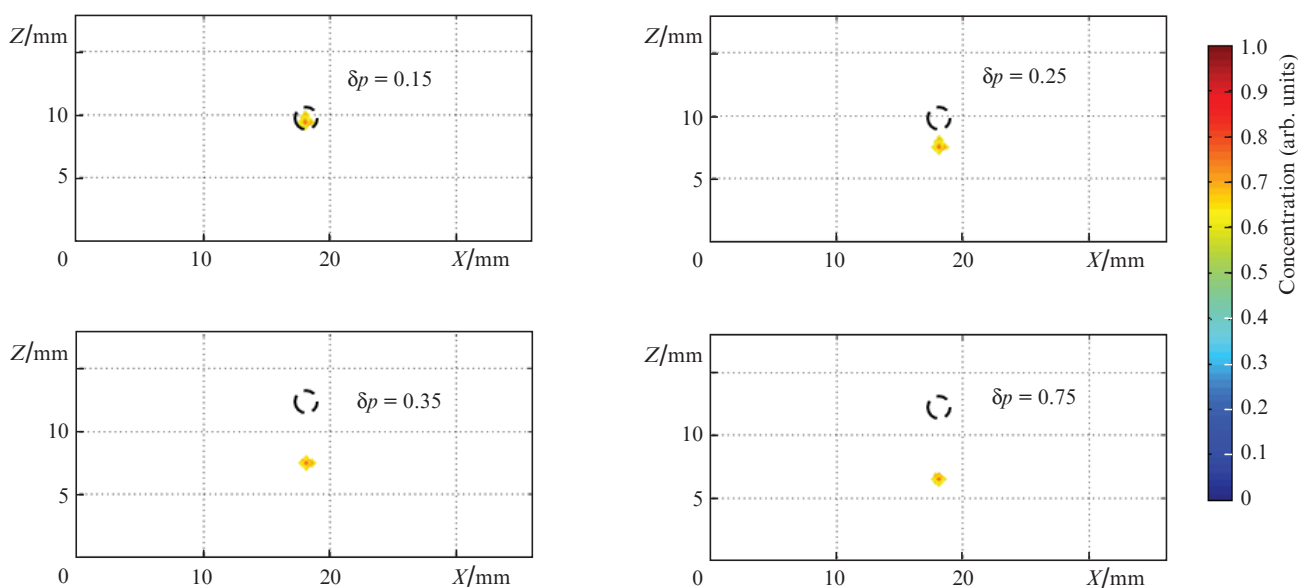 Z/mm
δp = 0.15
10
5
0
10
20
X/mm
Z/mm
δp = 0.25
10
5
0
10
20
X/mm
Z/mm
δp = 0.35
10
5
0
10
20
X/mm
Z/mm
δp = 0.75
10
5
0
10
20
X/mm
1.0
0.9
0.8
0.7
0.6
0.5
0.4
0.3
0.2
0.1
0
Concentration (arb. units)